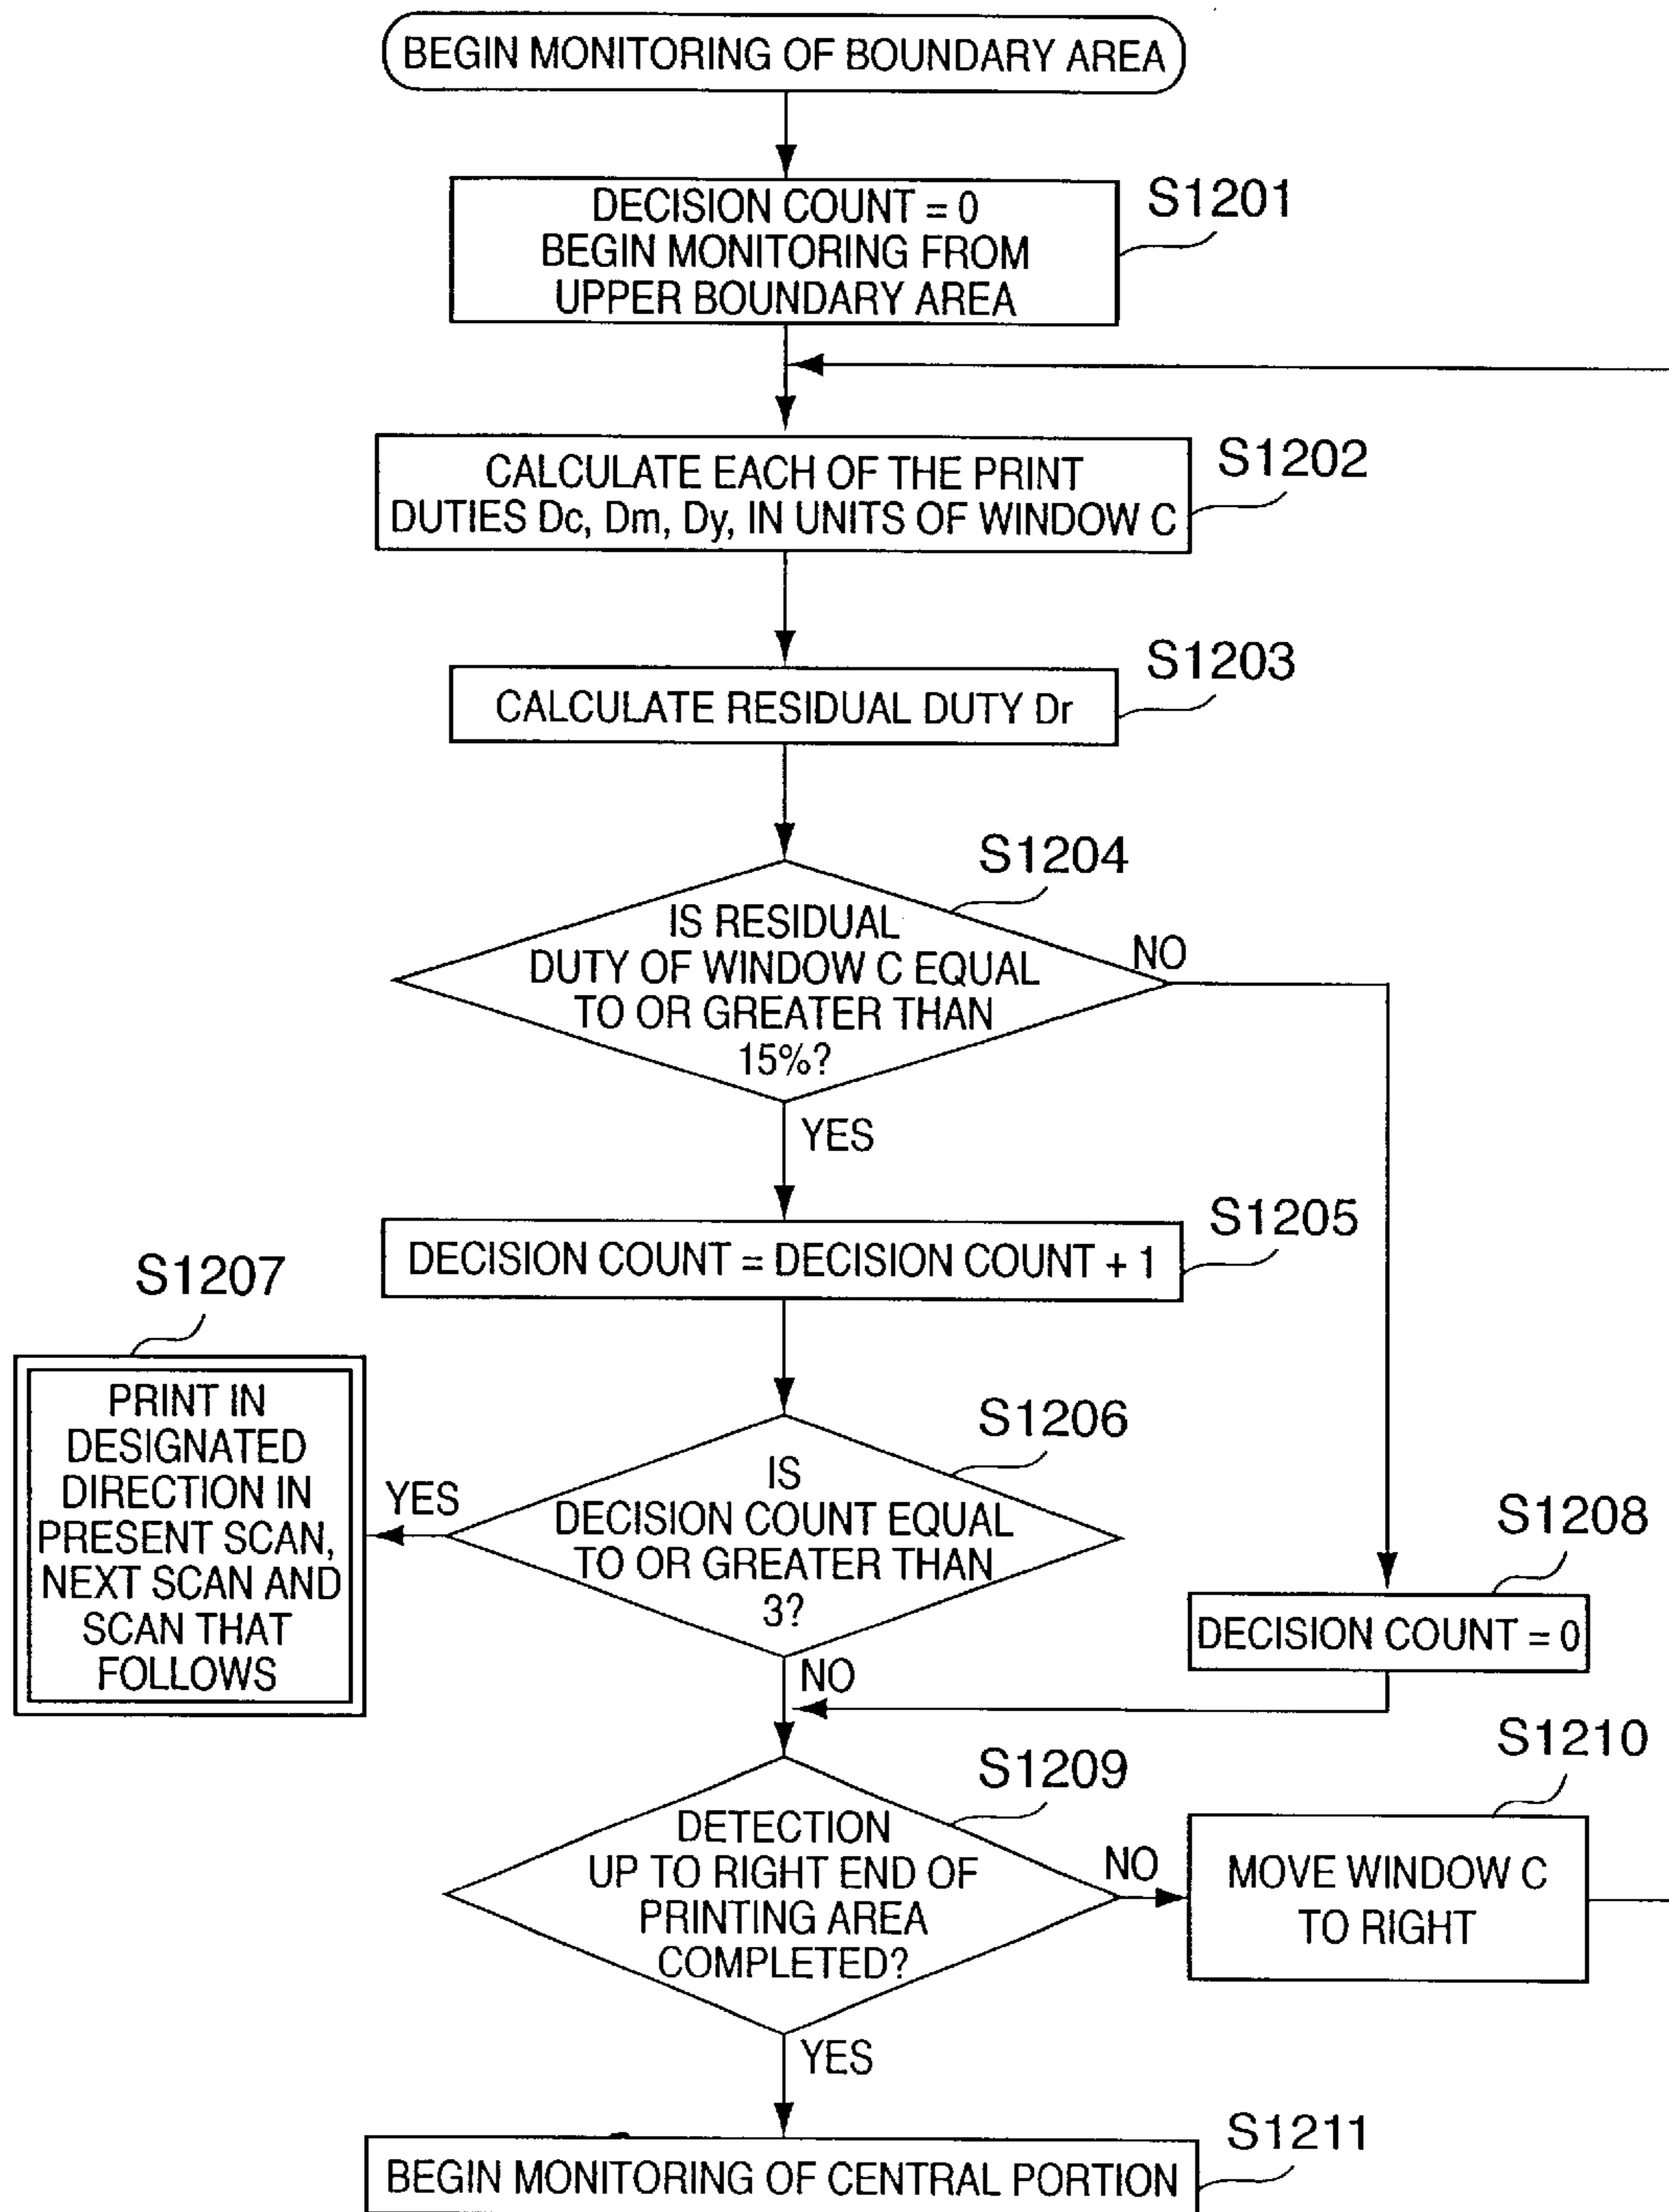 BEGIN MONITORING OF BOUNDARY AREA
S1201
DECISION COUNT = 0
BEGIN MONITORING FROM
UPPER BOUNDARY AREA
S1202
CALCULATE EACH OF THE PRINT
DUTIES Dc, Dm, Dy, IN UNITS OF WINDOW C
S1203
CALCULATE RESIDUAL DUTY Dr
S1204
IS RESIDUAL
DUTY OF WINDOW C EQUAL
TO OR GREATER THAN
15%?
NO
YES
S1205
DECISION COUNT = DECISION COUNT + 1
S1207
PRINT IN
DESIGNATED
DIRECTION IN
PRESENT SCAN,
NEXT SCAN AND
SCAN THAT
FOLLOWS
YES
S1206
IS
DECISION COUNT EQUAL
TO OR GREATER THAN
3?
NO
S1208
DECISION COUNT = 0
S1209
DETECTION
UP TO RIGHT END OF
PRINTING AREA
COMPLETED?
NO
S1210
MOVE WINDOW C
TO RIGHT
YES
S1211
BEGIN MONITORING OF CENTRAL PORTION